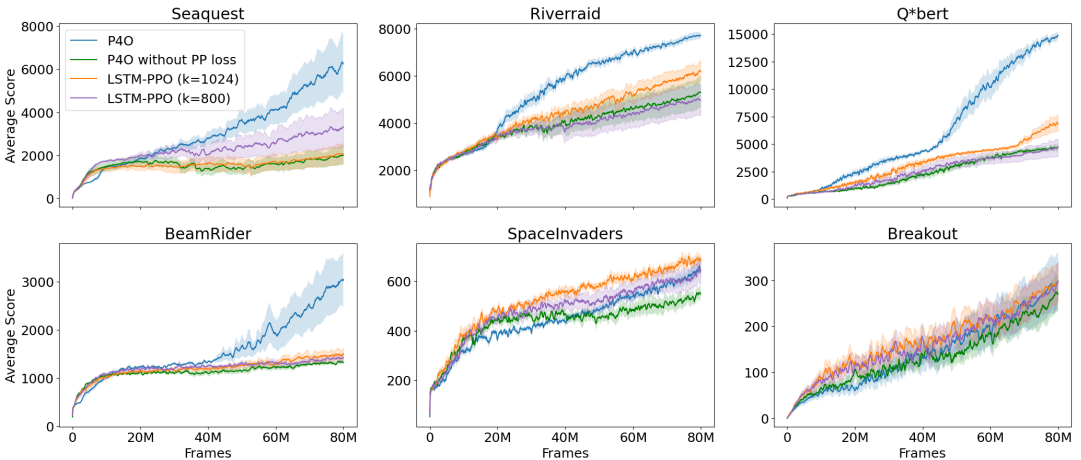 Seaquest
Riverraid
Q*bert
Average Score
8000
6000
4000
2000
0
P4O
P4O without PP loss
LSTM-PPO (k=1024)
LSTM-PPO (k=800)
8000
6000
4000
2000
15000
12500
10000
7500
5000
2500
0
BeamRider
SpaceInvaders
Breakout
Average Score
3000
2000
1000
0
600
400
200
300
200
100
0
0 20M 40M 60M 80M
0 20M 40M 60M 80M
0 20M 40M 60M 80M
Frames
Frames
Frames